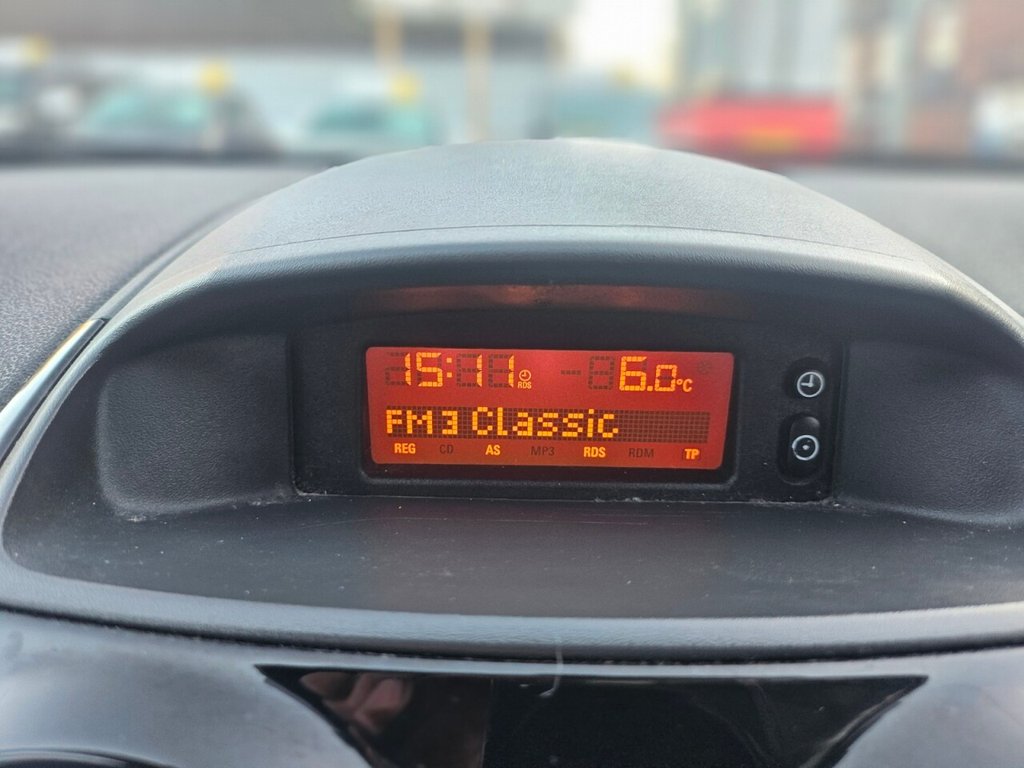 15:11 RDS 6.0°C
FM3 Classic
REG CD AS MP3 RDS RDM TP